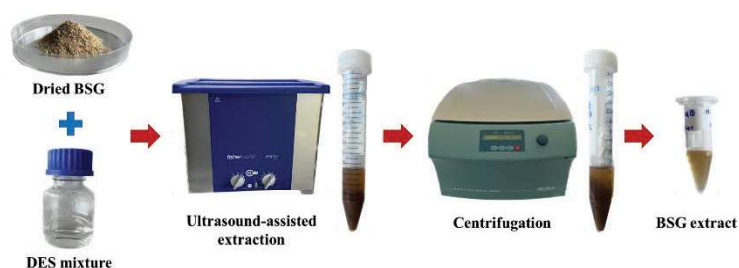 Dried BSG
DES mixture
Ultrasound-assisted
extraction
Centrifugation
BSG extract